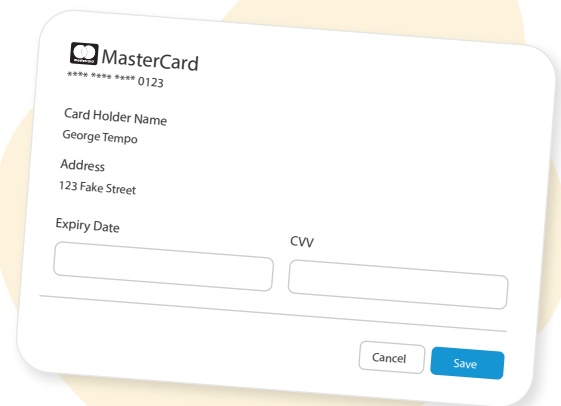 MasterCard
**** **** **** 0123
Card Holder Name
George Tempo
Address
123 Fake Street
Expiry Date
CVV
Cancel
Save